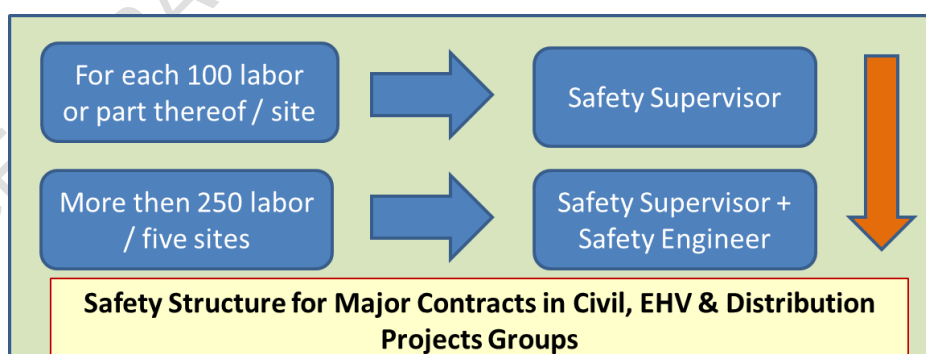 For each 100 labor
or part thereof / site
Safety Supervisor
More then 250 labor
/ five sites
Safety Supervisor +
Safety Engineer
Safety Structure for Major Contracts in Civil, EHV & Distribution
Projects Groups